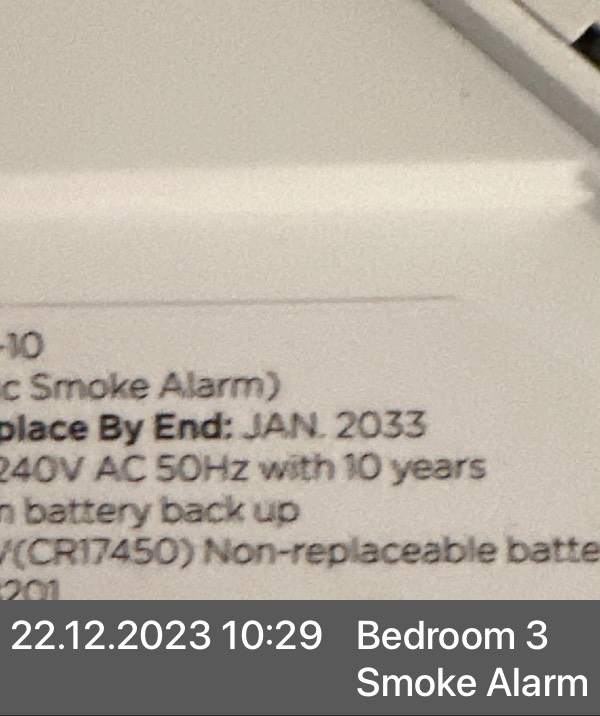 -10
c Smoke Alarm)
place By End: JAN. 2033
240V AC 50Hz with 10 years
n battery back up
V(CR17450) Non-replaceable batte
3201
22.12.2023 10:29
Bedroom 3
Smoke Alarm